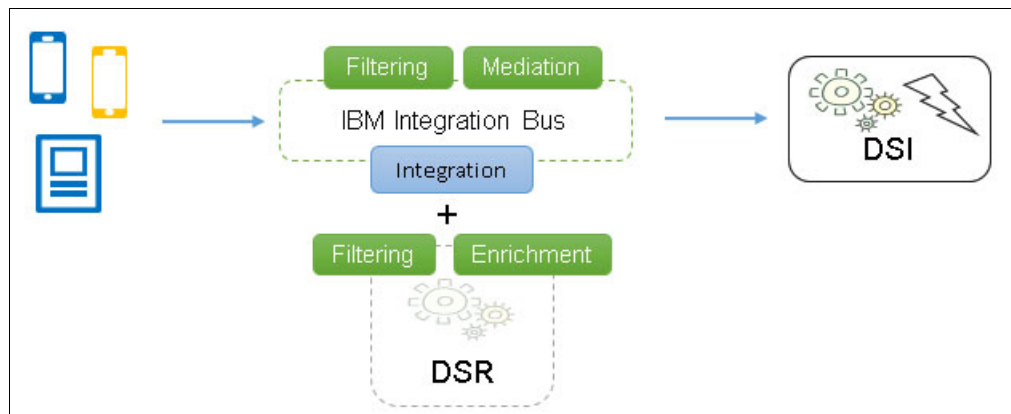 Filtering
Mediation
IBM Integration Bus
Integration
+
Filtering
Enrichment
DSR
DSI